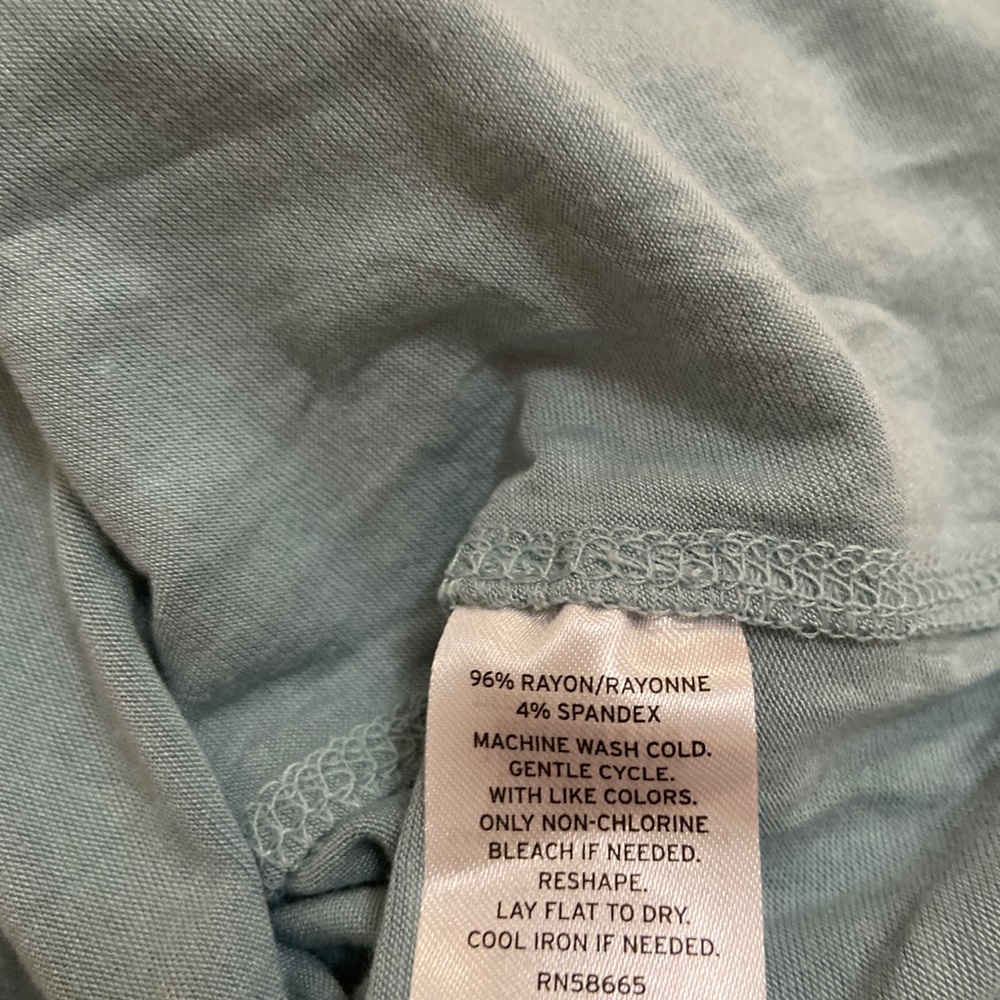 96% RAYON/RAYONNE
4% SPANDEX
MACHINE WASH COLD.
GENTLE CYCLE.
WITH LIKE COLORS.
ONLY NON-CHLORINE
BLEACH IF NEEDED.
RESHAPE.
LAY FLAT TO DRY.
COOL IRON IF NEEDED.
RN58665